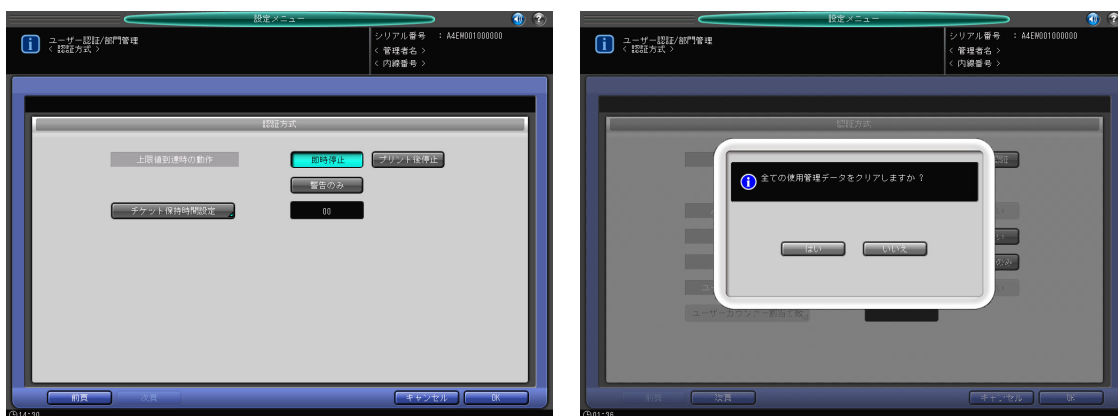 設定メニュー
ユーザー認証/部門管理
< 認証方式 >
シリアル番号 : A4EW001000000
< 管理者名 >
< 内線番号 >
認証方式
上限値到達時の動作
即時停止
プリント後停止
警告のみ
チケット保持時間設定
00
前頁
次頁
キャンセル
OK
14:30
設定メニュー
ユーザー認証/部門管理
< 認証方式 >
シリアル番号 : A4EW001000000
< 管理者名 >
< 内線番号 >
認証方式
全ての使用管理データをクリアしますか ?
はい
いいえ
ユーザーカウンター割当て数
前頁
次頁
キャンセル
OK
01:36